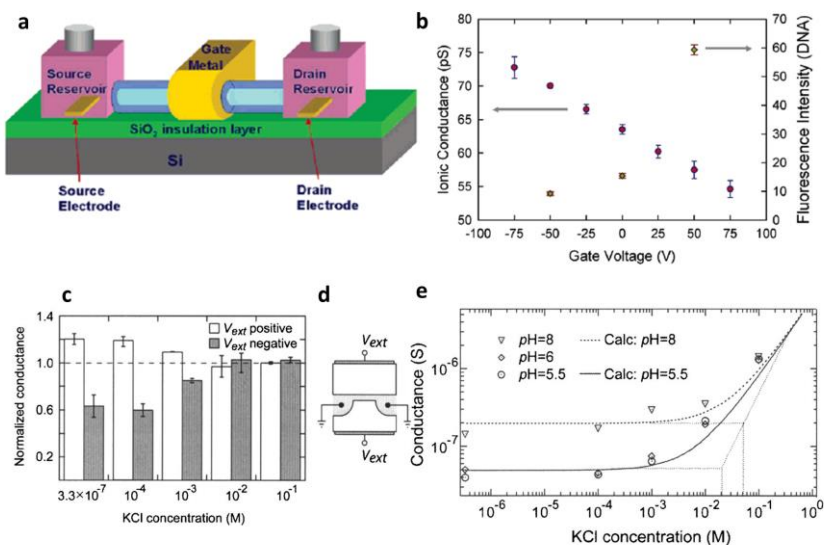 a
Source
Reservoir
Gate
Metal
Drain
Reservoir
SiO2 insulation layer
Si
Source
Electrode
Drain
Electrode
b
Ionic Conductance (pS)
80
75
70
65
60
55
50
-100 -75 -50 -25 0 25 50 75 100
Gate Voltage (V)
70
60
50
40
30
20
10
0
Fluorescence Intensity (DNA)
c
Normalized conductance
1.4
1.0
0.6
0.2
Vext positive
Vext negative
3.3×10-7 10-4 10-3 10-2 10-1
KCl concentration (M)
d
Vext
Vext
e
Conductance (S)
10-6
10-7
pH=8
pH=6
pH=5.5
Calc: pH=8
Calc: pH=5.5
10-6 10-5 10-4 10-3 10-2 10-1 100
KCl concentration (M)